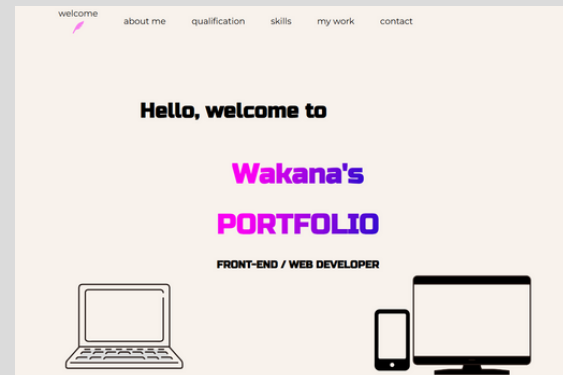 welcome
about me qualification skills my work contact
Hello, welcome to
Wakana's
PORTFOLIO
FRONT-END / WEB DEVELOPER